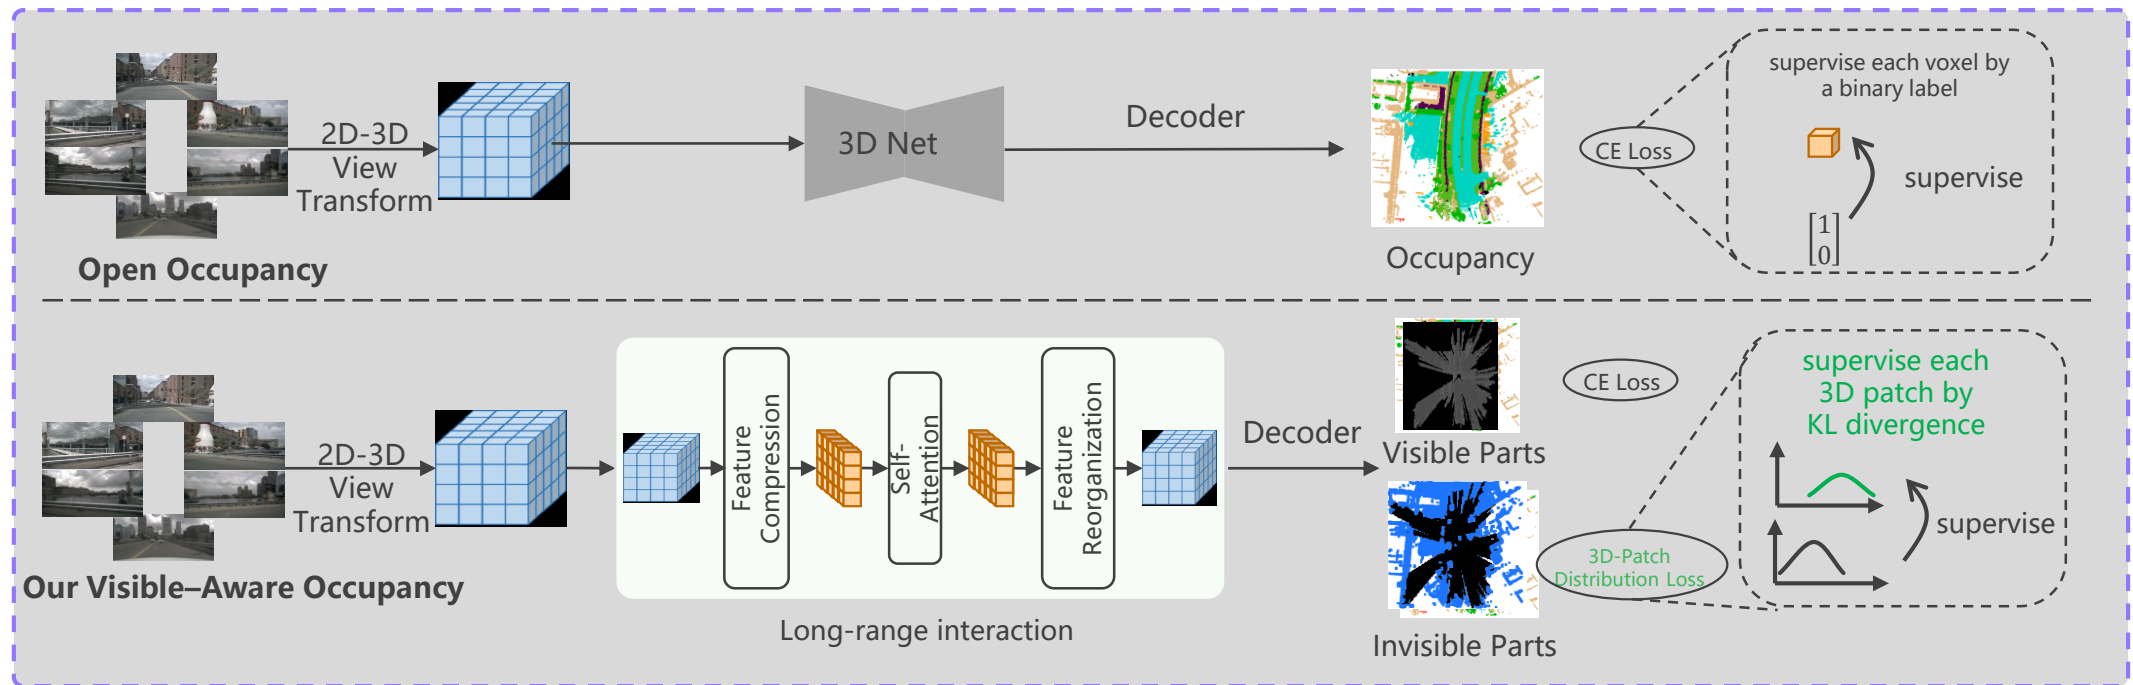 2D-3D
View
Transform
Open Occupancy
3D Net
Decoder
Occupancy
CE Loss
supervise each voxel by
a binary label
supervise
[1
0]
2D-3D
View
Transform
Our Visible–Aware Occupancy
Feature
Compression
Self-
Attention
Feature
Reorganization
Long-range interaction
Decoder
Visible Parts
Invisible Parts
CE Loss
3D-Patch
Distribution Loss
supervise each
3D patch by
KL divergence
supervise